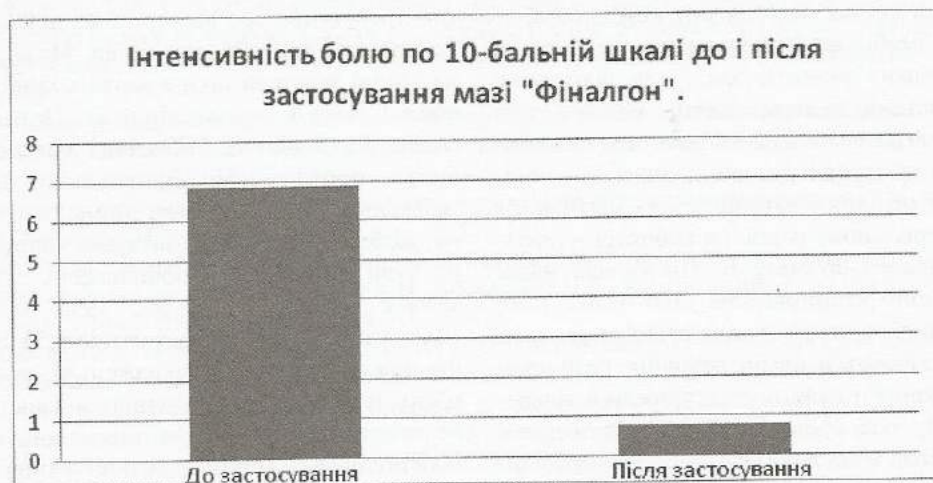 Інтенсивність болю по 10-бальній шкалі до і після
застосування мазі "Фіналгон".
8
7
6
5
4
3
2
1
0
До застосування
Після застосування